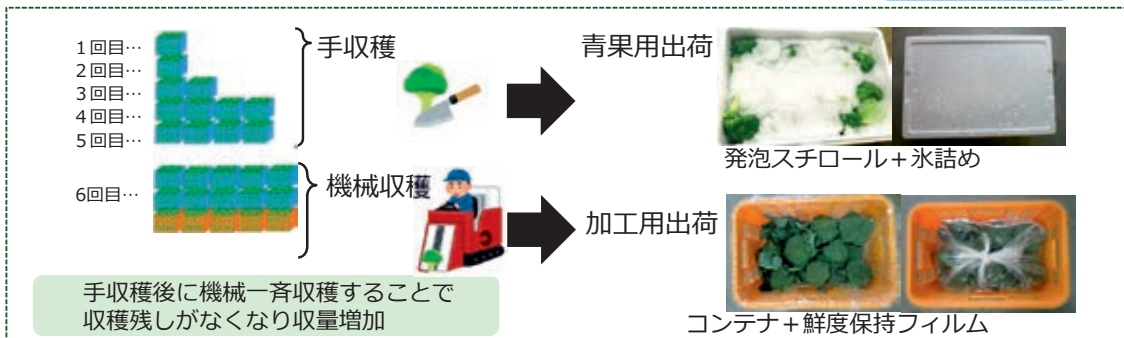 1回目…
2回目…
3回目…
4回目…
5回目…
手収穫
青果用出荷
発泡スチロール＋氷詰め
6回目…
機械収穫
加工用出荷
コンテナ＋鮮度保持フィルム
手収穫後に機械一斉収穫することで
収穫残しがなくなり収量増加